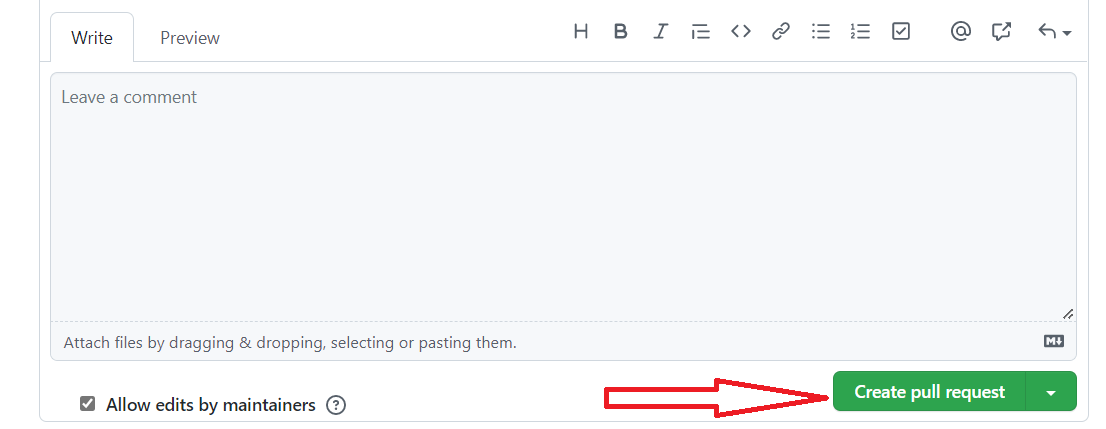 Write Preview H B I @
Leave a comment
Attach files by dragging & dropping, selecting or pasting them.
Allow edits by maintainers ? Create pull request